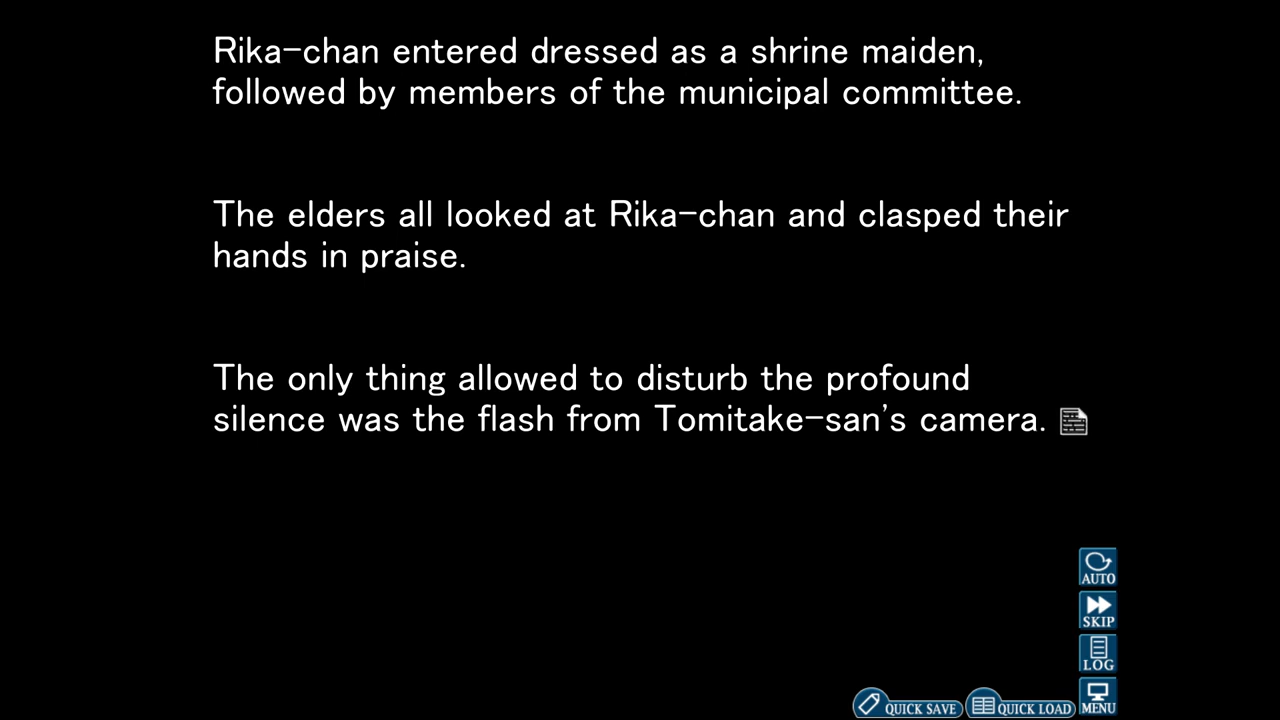 Rika-chan entered dressed as a shrine maiden,
followed by members of the municipal committee.
The elders all looked at Rika-chan and clasped their
hands in praise.
The only thing allowed to disturb the profound
silence was the flash from Tomitake-san's camera.
AUTO
SKIP
LOG
MENU
QUICK SAVE
QUICK LOAD